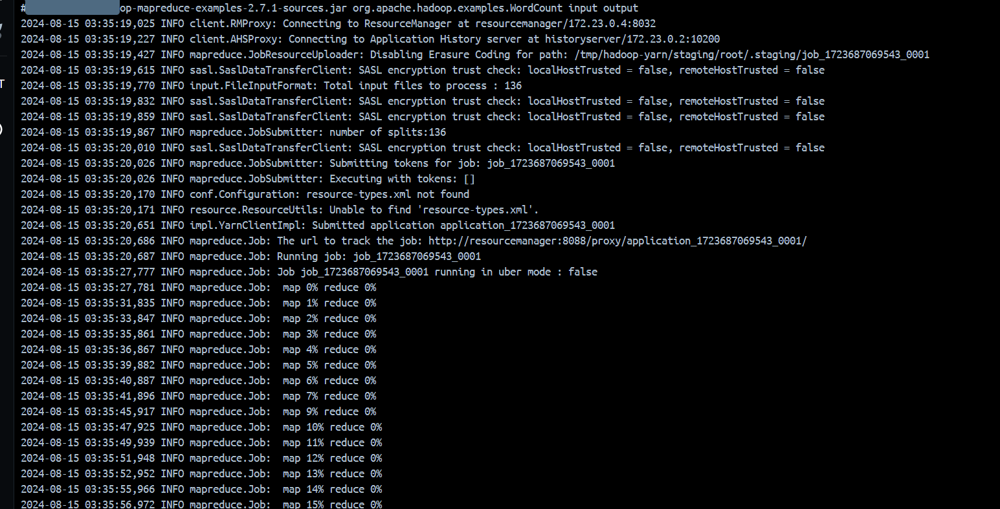 # op-mapreduce-examples-2.7.1-sources.jar org.apache.hadoop.examples.WordCount input output
2024-08-15 03:35:19,025 INFO client.RMProxy: Connecting to ResourceManager at resourcemanager/172.23.0.4:8032
2024-08-15 03:35:19,227 INFO client.AHSProxy: Connecting to Application History server at historyserver/172.23.0.2:10200
2024-08-15 03:35:19,427 INFO mapreduce.JobResourceUploader: Disabling Erasure Coding for path: /tmp/hadoop-yarn/staging/root/.staging/job_1723687069543_0001
2024-08-15 03:35:19,615 INFO sasl.SaslDataTransferClient: SASL encryption trust check: localHostTrusted = false, remoteHostTrusted = false
2024-08-15 03:35:19,770 INFO input.FileInputFormat: Total input files to process : 136
2024-08-15 03:35:19,832 INFO sasl.SaslDataTransferClient: SASL encryption trust check: localHostTrusted = false, remoteHostTrusted = false
2024-08-15 03:35:19,859 INFO sasl.SaslDataTransferClient: SASL encryption trust check: localHostTrusted = false, remoteHostTrusted = false
2024-08-15 03:35:19,867 INFO mapreduce.JobSubmitter: number of splits:136
2024-08-15 03:35:20,010 INFO sasl.SaslDataTransferClient: SASL encryption trust check: localHostTrusted = false, remoteHostTrusted = false
2024-08-15 03:35:20,026 INFO mapreduce.JobSubmitter: Submitting tokens for job: job_1723687069543_0001
2024-08-15 03:35:20,026 INFO mapreduce.JobSubmitter: Executing with tokens: []
2024-08-15 03:35:20,170 INFO conf.Configuration: resource-types.xml not found
2024-08-15 03:35:20,171 INFO resource.ResourceUtils: Unable to find 'resource-types.xml'.
2024-08-15 03:35:20,651 INFO impl.YarnClientImpl: Submitted application application_1723687069543_0001
2024-08-15 03:35:20,686 INFO mapreduce.Job: The url to track the job: http://resourcemanager:8088/proxy/application_1723687069543_0001/
2024-08-15 03:35:20,687 INFO mapreduce.Job: Running job: job_1723687069543_0001
2024-08-15 03:35:27,777 INFO mapreduce.Job: Job job_1723687069543_0001 running in uber mode : false
2024-08-15 03:35:27,781 INFO mapreduce.Job:  map 0% reduce 0%
2024-08-15 03:35:31,835 INFO mapreduce.Job:  map 1% reduce 0%
2024-08-15 03:35:33,847 INFO mapreduce.Job:  map 2% reduce 0%
2024-08-15 03:35:35,861 INFO mapreduce.Job:  map 3% reduce 0%
2024-08-15 03:35:36,867 INFO mapreduce.Job:  map 4% reduce 0%
2024-08-15 03:35:39,882 INFO mapreduce.Job:  map 5% reduce 0%
2024-08-15 03:35:40,887 INFO mapreduce.Job:  map 6% reduce 0%
2024-08-15 03:35:41,896 INFO mapreduce.Job:  map 7% reduce 0%
2024-08-15 03:35:45,917 INFO mapreduce.Job:  map 9% reduce 0%
2024-08-15 03:35:47,925 INFO mapreduce.Job:  map 10% reduce 0%
2024-08-15 03:35:49,939 INFO mapreduce.Job:  map 11% reduce 0%
2024-08-15 03:35:51,948 INFO mapreduce.Job:  map 12% reduce 0%
2024-08-15 03:35:52,952 INFO mapreduce.Job:  map 13% reduce 0%
2024-08-15 03:35:55,966 INFO mapreduce.Job:  map 14% reduce 0%
2024-08-15 03:35:56,972 INFO mapreduce.Job:  map 15% reduce 0%